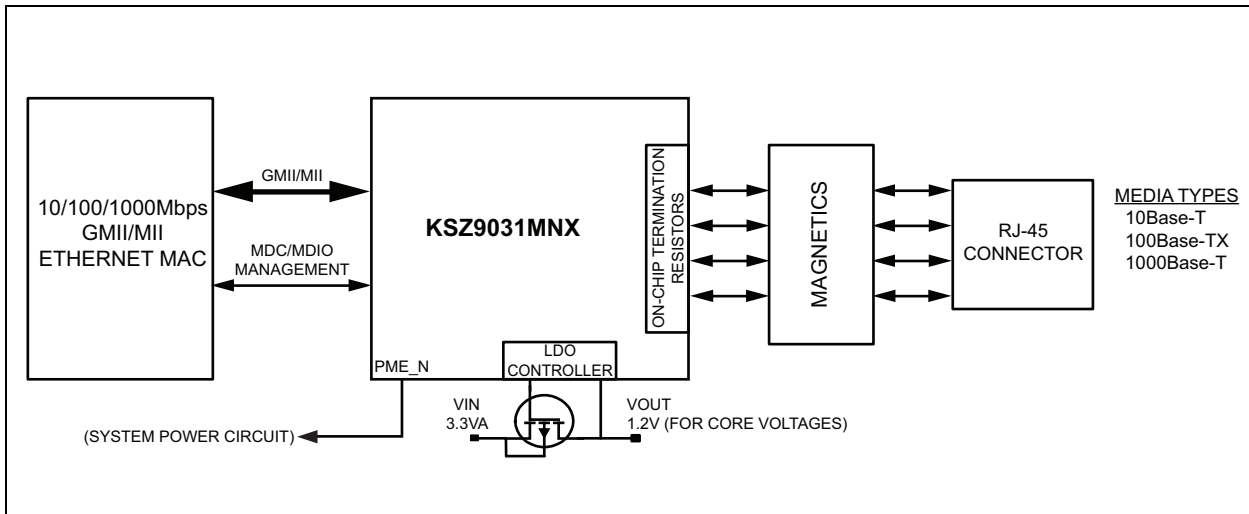 10/100/1000Mbps
GMII/MII
ETHERNET MAC
GMII/MII
MDC/MDIO
MANAGEMENT
KSZ9031MNX
ON-CHIP TERMINATION
RESISTORS
PME_N
LDO
CONTROLLER
(SYSTEM POWER CIRCUIT)
VIN
3.3VA
VOUT
1.2V (FOR CORE VOLTAGES)
MAGNETICS
RJ-45
CONNECTOR
MEDIA TYPES
10Base-T
100Base-TX
1000Base-T